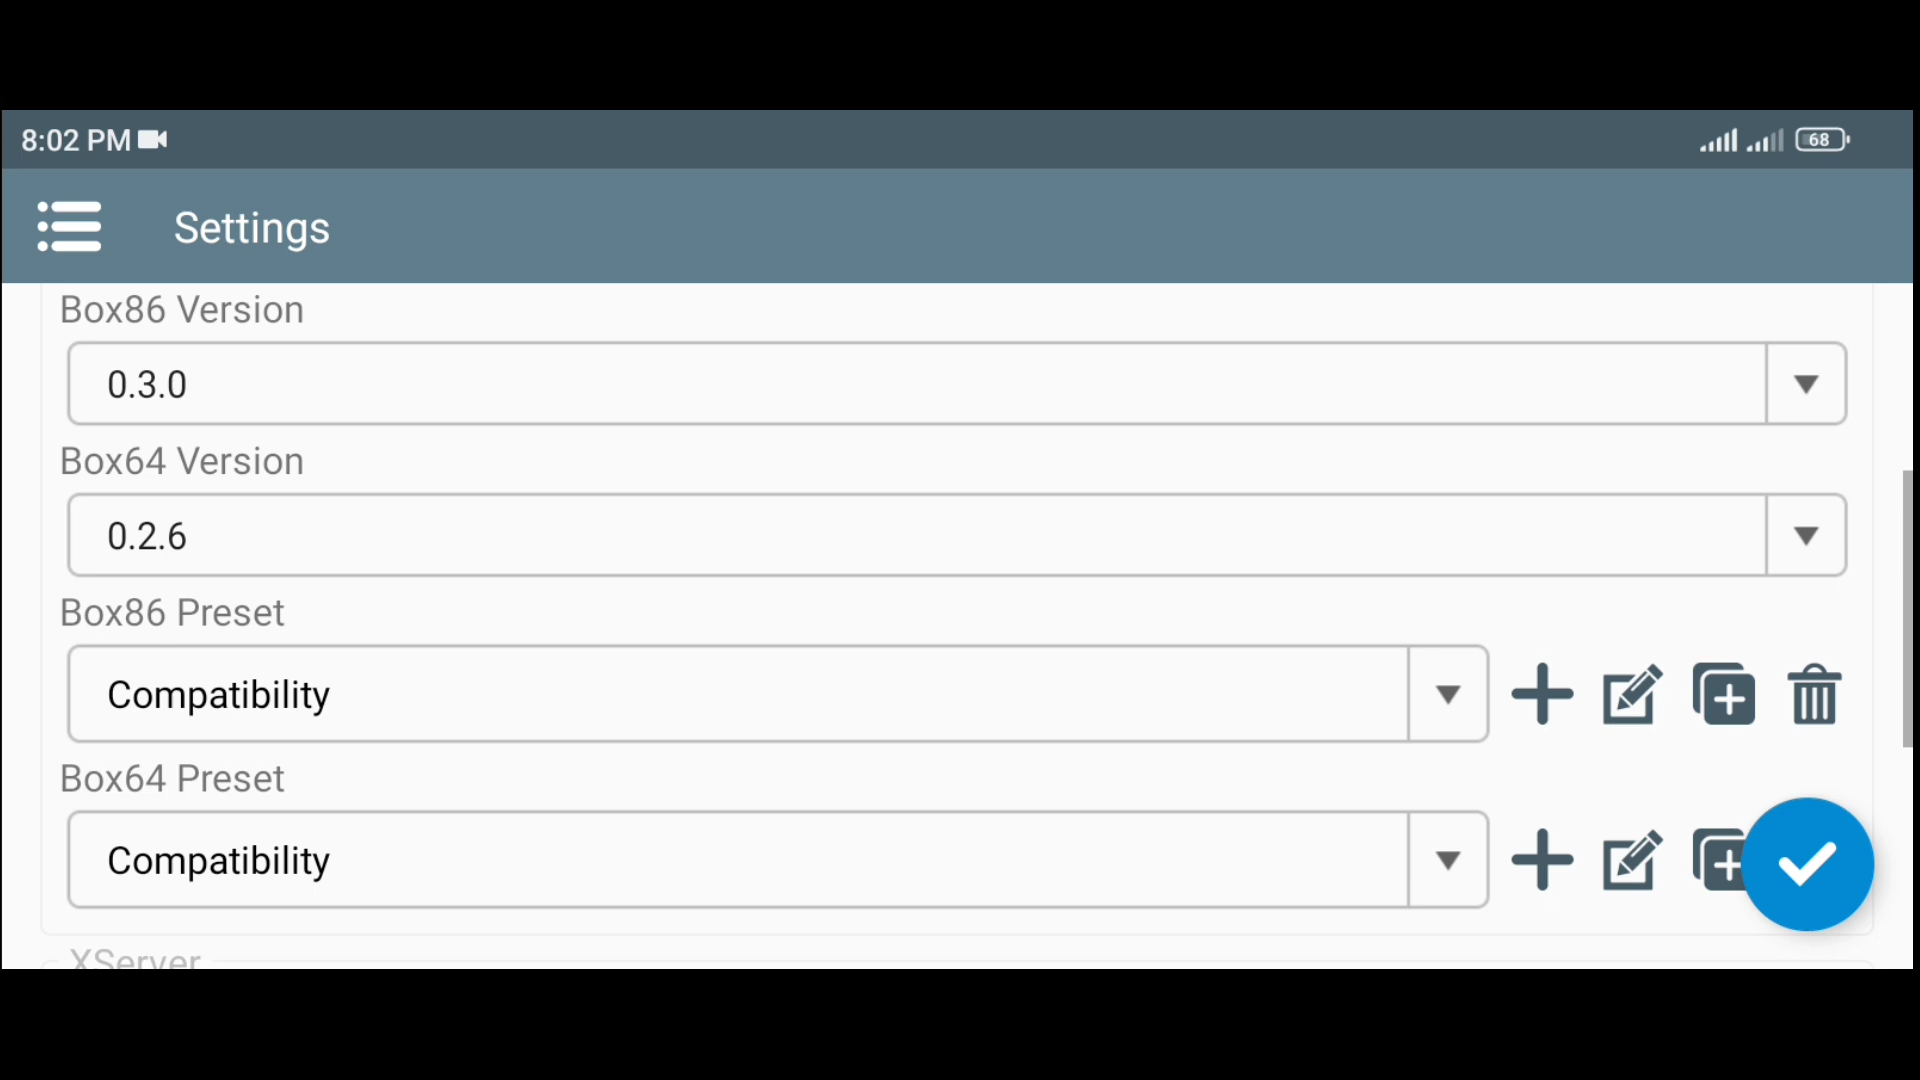 8:02 PM
68
Settings
Box86 Version
0.3.0
Box64 Version
0.2.6
Box86 Preset
Compatibility
Box64 Preset
Compatibility
XServer